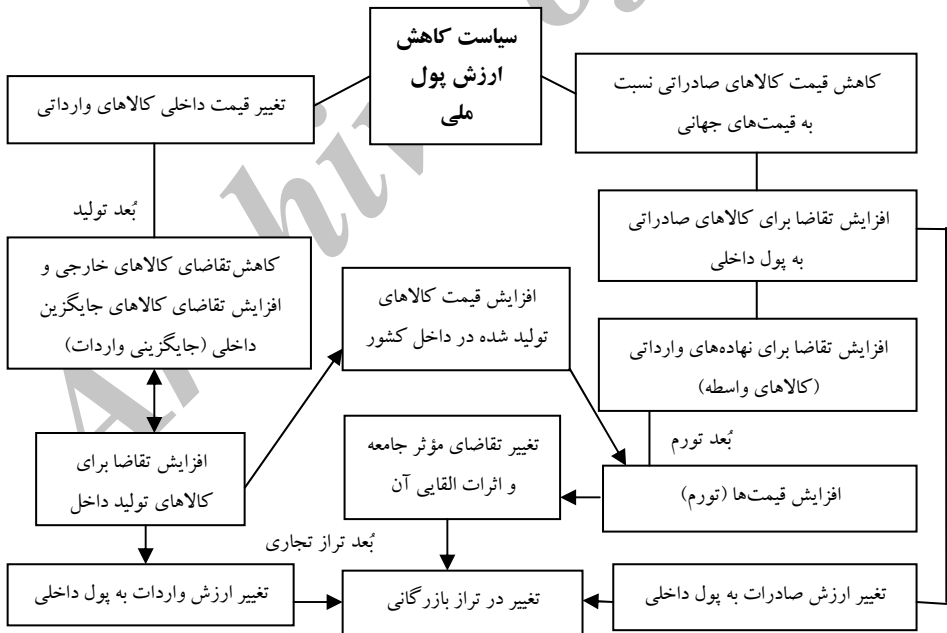 سیاست کاهش
ارزش پول
ملی
کاهش قیمت کالاهای صادراتی نسبت
به قیمت‌های جهانی
تغییر قیمت داخلی کالاهای وارداتی
بُعد تولید
افزایش تقاضا برای کالاهای صادراتی
به پول داخلی
کاهش‌تقاضای کالاهای خارجی و
افزایش تقاضای کالاهای جایگزین
داخلی (جایگزینی واردات)
افزایش قیمت کالاهای
تولید شده در داخل کشور
افزایش تقاضا برای نهاده‌های وارداتی
(کالاهای واسطه)
بُعد تورم
افزایش تقاضا برای
کالاهای تولید داخل
تغییر تقاضای مؤثر جامعه
و اثرات القایی آن
افزایش قیمت‌ها (تورم)
بُعد تراز تجاری
تغییر ارزش صادرات به پول داخلی
تغییر در تراز بازرگانی
تغییر ارزش واردات به پول داخلی